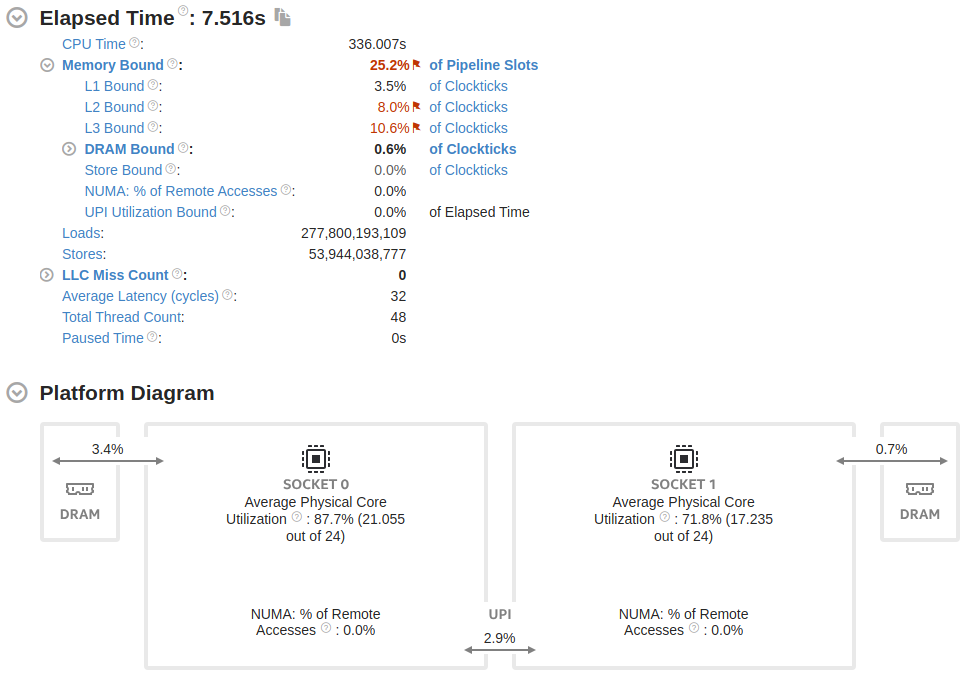 Elapsed Time ?: 7.516s
CPU Time ?: 336.007s
Memory Bound ?: 25.2% of Pipeline Slots
L1 Bound ?: 3.5% of Clockticks
L2 Bound ?: 8.0% of Clockticks
L3 Bound ?: 10.6% of Clockticks
DRAM Bound ?: 0.6% of Clockticks
Store Bound ?: 0.0% of Clockticks
NUMA: % of Remote Accesses ?: 0.0%
UPI Utilization Bound ?: 0.0% of Elapsed Time
Loads: 277,800,193,109
Stores: 53,944,038,777
LLC Miss Count ?: 0
Average Latency (cycles) ?: 32
Total Thread Count: 48
Paused Time ?: 0s
Platform Diagram
3.4%
DRAM
SOCKET 0
Average Physical Core
Utilization ? : 87.7% (21.055
out of 24)
NUMA: % of Remote
Accesses ? : 0.0%
UPI
2.9%
SOCKET 1
Average Physical Core
Utilization ? : 71.8% (17.235
out of 24)
NUMA: % of Remote
Accesses ? : 0.0%
0.7%
DRAM